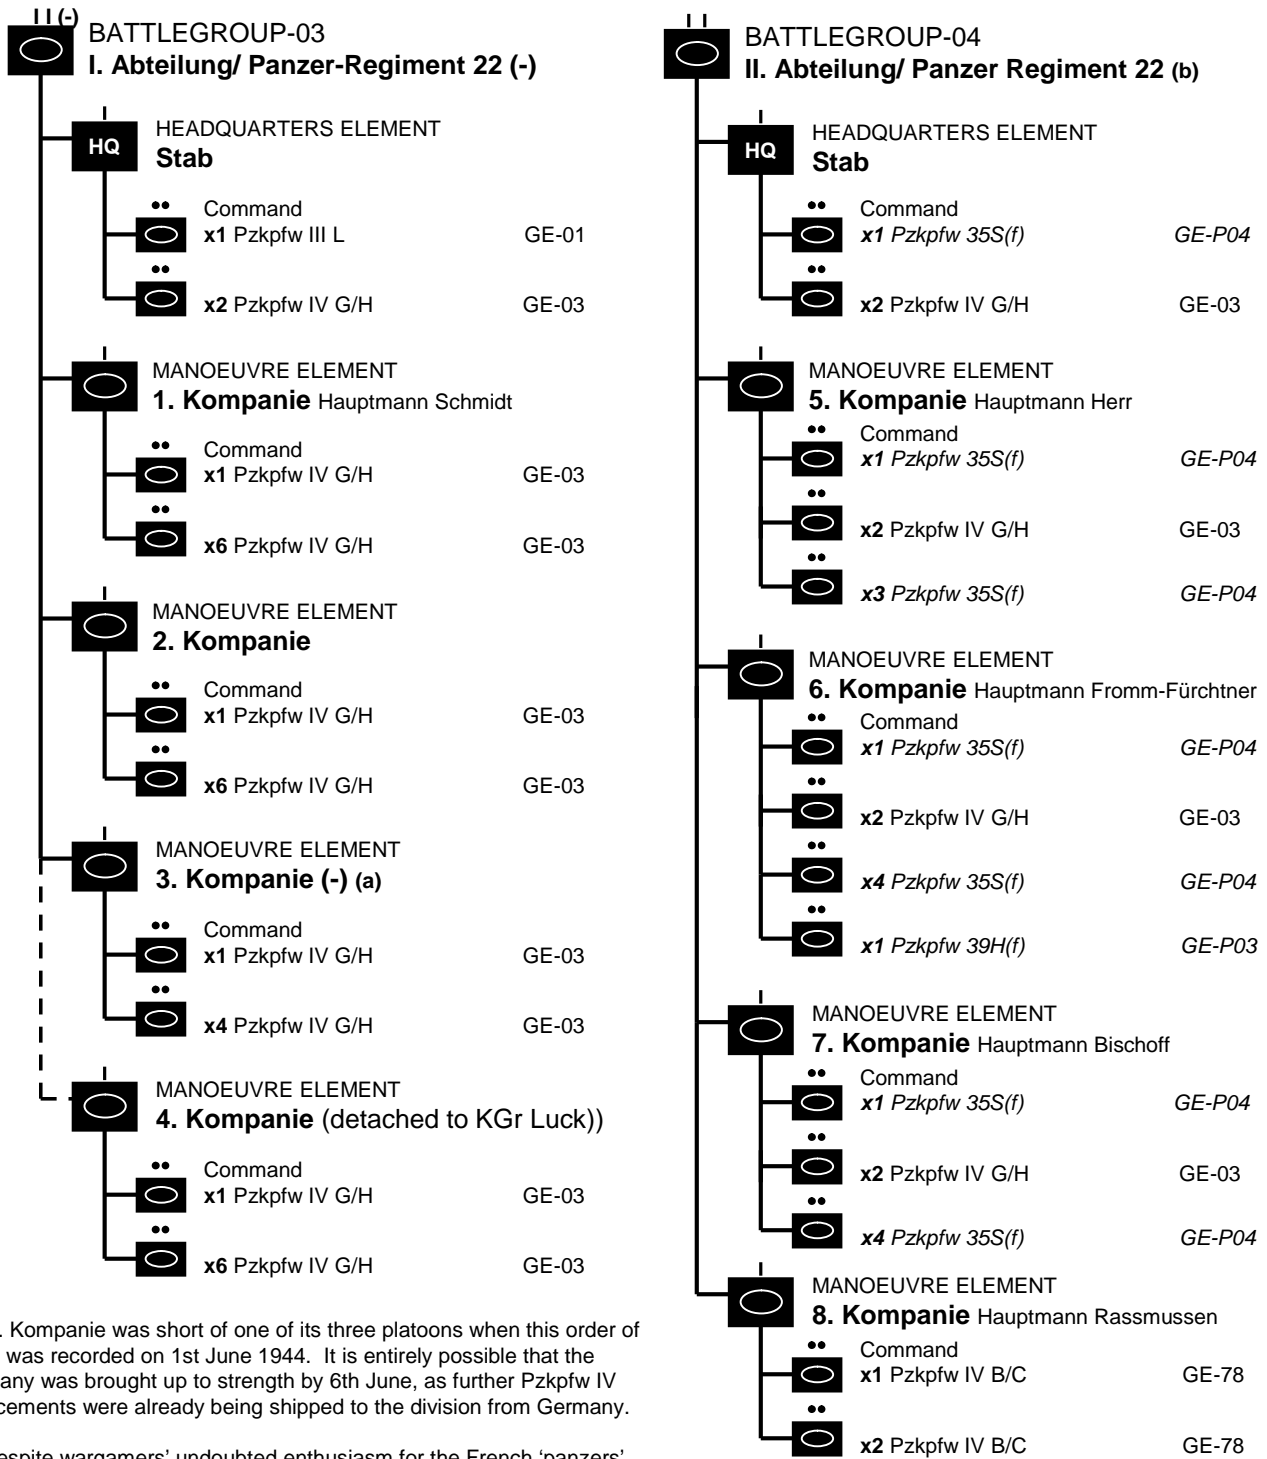 (-)
BATTLEGROUP-03
I. Abteilung/ Panzer-Regiment 22 (-)
HQ
HEADQUARTERS ELEMENT
Stab
Command
x1 Pzkpfw III L GE-01
x2 Pzkpfw IV G/H GE-03
MANOEUVRE ELEMENT
1. Kompanie Hauptmann Schmidt
Command
x1 Pzkpfw IV G/H GE-03
x6 Pzkpfw IV G/H GE-03
MANOEUVRE ELEMENT
2. Kompanie
Command
x1 Pzkpfw IV G/H GE-03
x6 Pzkpfw IV G/H GE-03
MANOEUVRE ELEMENT
3. Kompanie (-) (a)
Command
x1 Pzkpfw IV G/H GE-03
x4 Pzkpfw IV G/H GE-03
MANOEUVRE ELEMENT
4. Kompanie (detached to KGr Luck))
Command
x1 Pzkpfw IV G/H GE-03
x6 Pzkpfw IV G/H GE-03
. Kompanie was short of one of its three platoons when this order of
was recorded on 1st June 1944. It is entirely possible that the
any was brought up to strength by 6th June, as further Pzkpfw IV
cements were already being shipped to the division from Germany.
espite wargamers' undoubted enthusiasm for the French 'panzers',
BATTLEGROUP-04
II. Abteilung/ Panzer Regiment 22 (b)
HQ
HEADQUARTERS ELEMENT
Stab
Command
x1 Pzkpfw 35S(f) GE-P04
x2 Pzkpfw IV G/H GE-03
MANOEUVRE ELEMENT
5. Kompanie Hauptmann Herr
Command
x1 Pzkpfw 35S(f) GE-P04
x2 Pzkpfw IV G/H GE-03
x3 Pzkpfw 35S(f) GE-P04
MANOEUVRE ELEMENT
6. Kompanie Hauptmann Fromm-Fürchtner
Command
x1 Pzkpfw 35S(f) GE-P04
x2 Pzkpfw IV G/H GE-03
x4 Pzkpfw 35S(f) GE-P04
x1 Pzkpfw 39H(f) GE-P03
MANOEUVRE ELEMENT
7. Kompanie Hauptmann Bischoff
Command
x1 Pzkpfw 35S(f) GE-P04
x2 Pzkpfw IV G/H GE-03
x4 Pzkpfw 35S(f) GE-P04
MANOEUVRE ELEMENT
8. Kompanie Hauptmann Rassmussen
Command
x1 Pzkpfw IV B/C GE-78
x2 Pzkpfw IV B/C GE-78